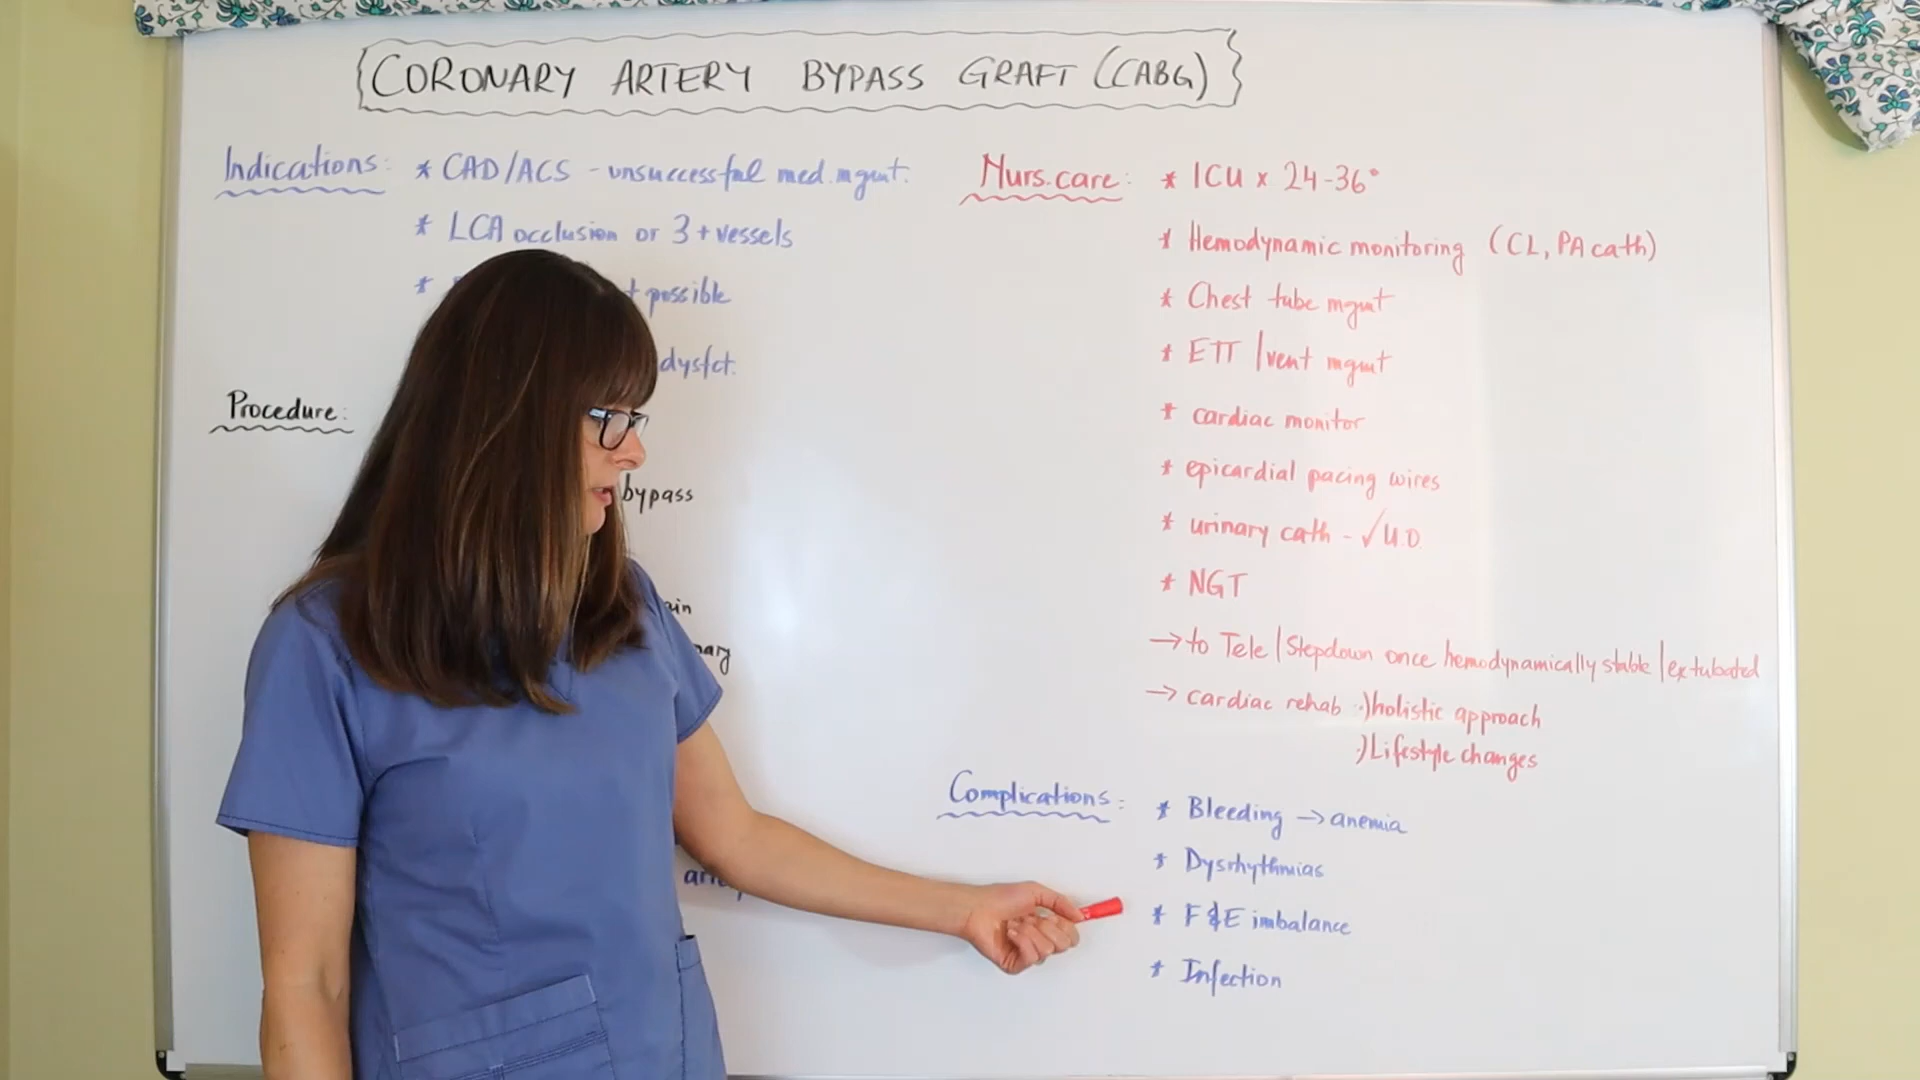 CORONARY ARTERY BYPASS GRAFT (CABG)
Indications: * CAD/ACS - unsuccessful med. mgmt.
* LCA occlusion or 3+ vessels
* possible
dysfct.
Procedure:
bypass
Nurs. care: * ICU x 24-36°
* Hemodynamic monitoring (CL, PA cath)
* Chest tube mgmt
* ETT / vent mgmt
* cardiac monitor
* epicardial pacing wires
* urinary cath - √ U.O.
* NGT
→ to Tele / Stepdown once hemodynamically stable / extubated
→ cardiac rehab ·) holistic approach
·) Lifestyle changes
Complications: * Bleeding → anemia
* Dysrhythmias
* F & E imbalance
* Infection